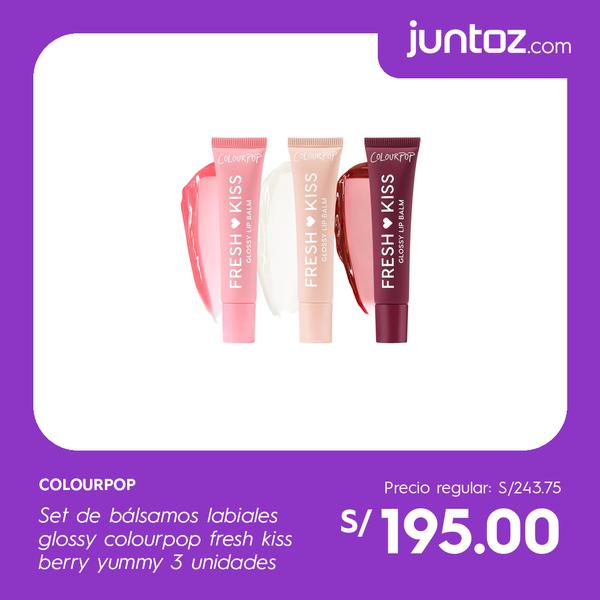 juntoz.com
COLOURPOP
FRESH ♥ KISS
GLOSSY LIP BALM
COLOURPOP
FRESH ♥ KISS
GLOSSY LIP BALM
COLOURPOP
FRESH ♥ KISS
GLOSSY LIP BALM
COLOURPOP
Set de bálsamos labiales
glossy colourpop fresh kiss
berry yummy 3 unidades
Precio regular: S/243.75
S/195.00